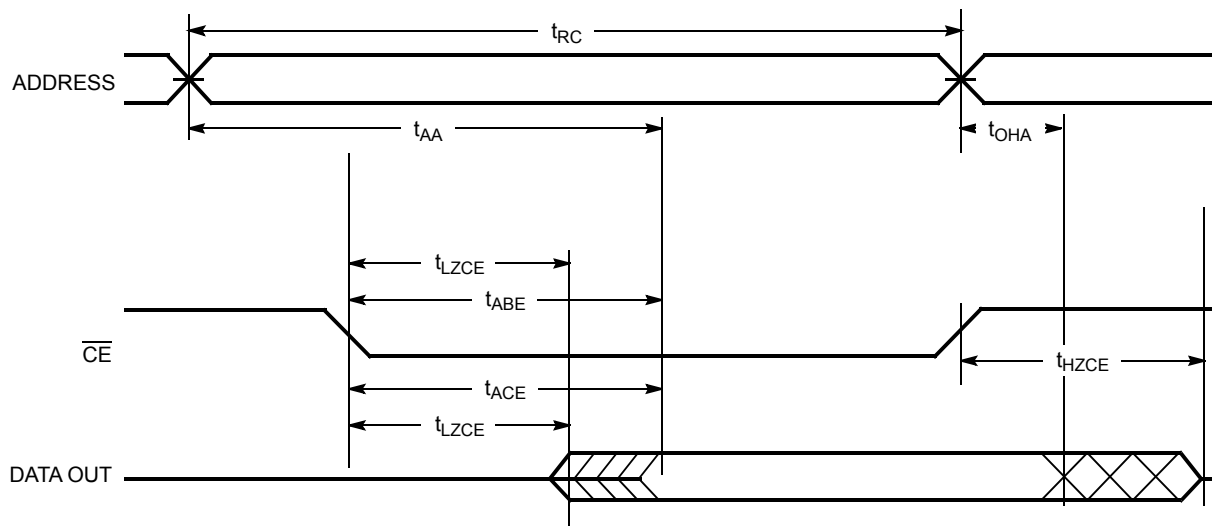 tRC
ADDRESS
tAA
tOHA
tLZCE
tABE
CE
tHZCE
tACE
tLZCE
DATA OUT